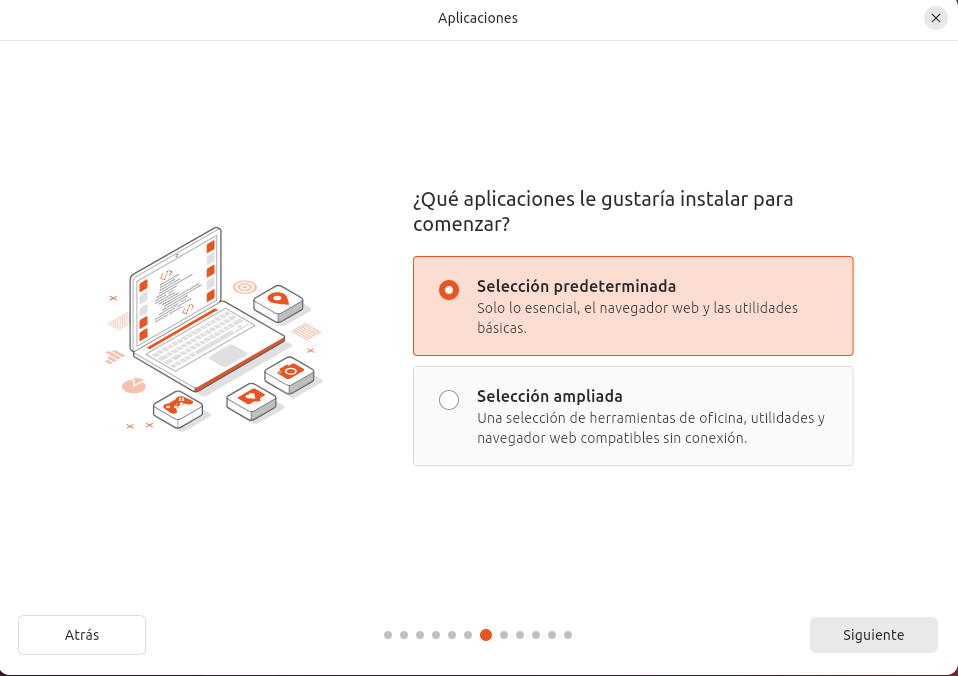 Aplicaciones
¿Qué aplicaciones le gustaría instalar para
comenzar?
Selección predeterminada
Solo lo esencial, el navegador web y las utilidades
básicas.
Selección ampliada
Una selección de herramientas de oficina, utilidades y
navegador web compatibles sin conexión.
Atrás
Siguiente